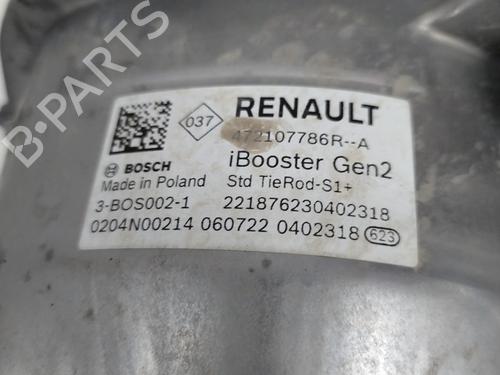 037
RENAULT
472107786R--A
BOSCH
iBooster Gen2
Made in Poland
Std TieRod-S1+
3-BOS002-1
221876230402318
0204N00214 060722 0402318 623
B-PARTS